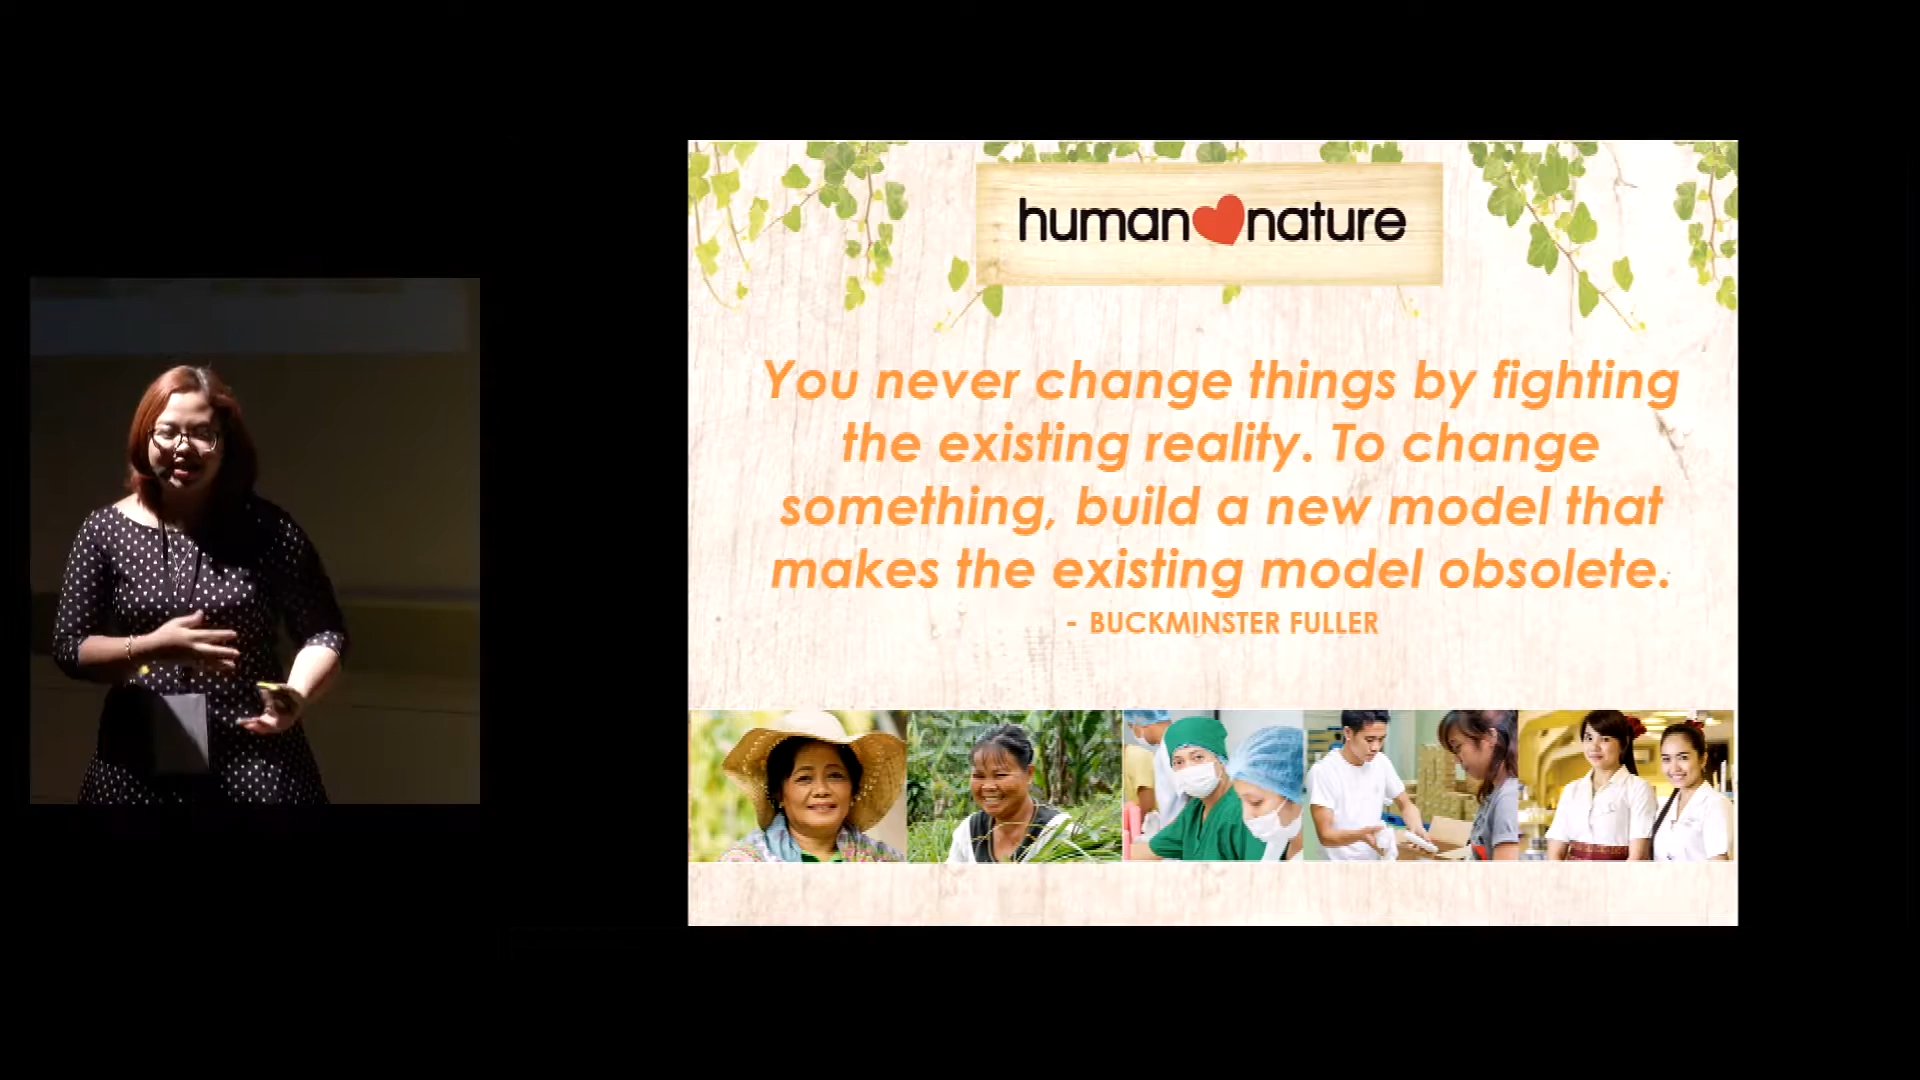 human nature
You never change things by fighting
the existing reality. To change
something, build a new model that
makes the existing model obsolete.
- BUCKMINSTER FULLER